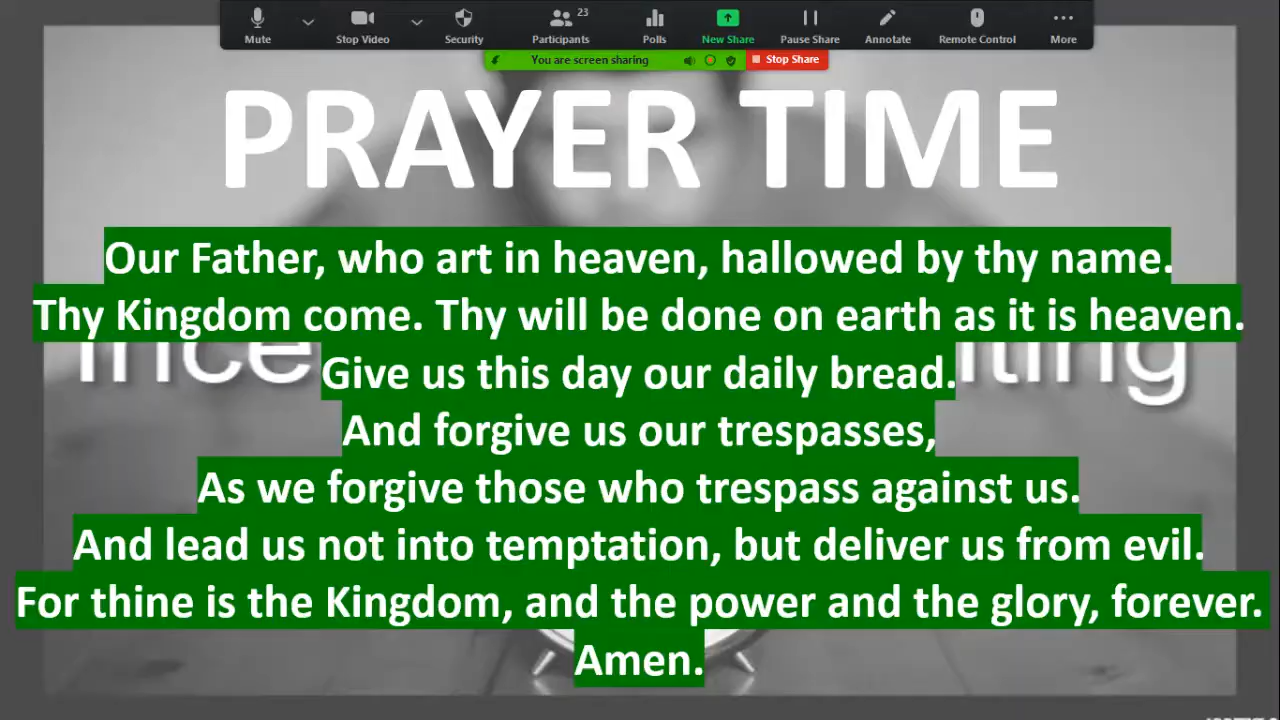 Mute
Stop Video
Security
Participants
23
Polls
New Share
Pause Share
Annotate
Remote Control
More
You are screen sharing
Stop Share
PRAYER TIME
Our Father, who art in heaven, hallowed by thy name.
Thy Kingdom come. Thy will be done on earth as it is heaven.
Give us this day our daily bread.
And forgive us our trespasses,
As we forgive those who trespass against us.
And lead us not into temptation, but deliver us from evil.
For thine is the Kingdom, and the power and the glory, forever.
Amen.